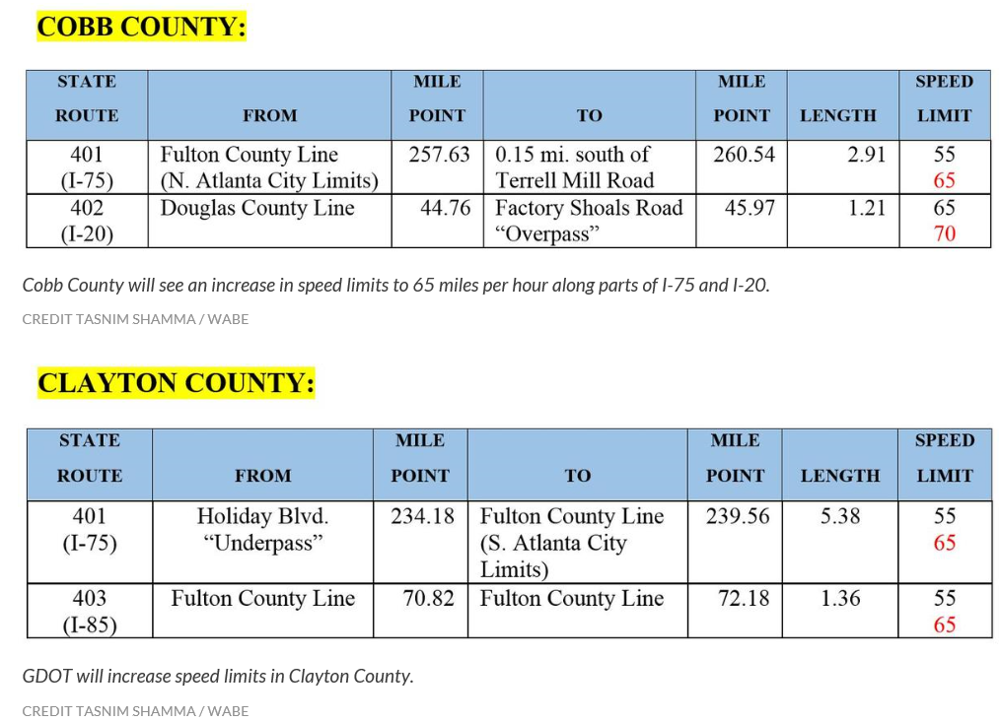 COBB COUNTY:
STATE ROUTE FROM MILE POINT TO MILE POINT LENGTH SPEED LIMIT
401 Fulton County Line 257.63 0.15 mi. south of 260.54 2.91 55
(I-75) (N. Atlanta City Limits) Terrell Mill Road 65
402 Douglas County Line 44.76 Factory Shoals Road 45.97 1.21 65
(I-20) “Overpass” 70
Cobb County will see an increase in speed limits to 65 miles per hour along parts of I-75 and I-20.
CREDIT TASNIM SHAMMA / WABE
CLAYTON COUNTY:
STATE ROUTE FROM MILE POINT TO MILE POINT LENGTH SPEED LIMIT
401 Holiday Blvd. 234.18 Fulton County Line 239.56 5.38 55
(I-75) “Underpass” (S. Atlanta City 65
Limits)
403 Fulton County Line 70.82 Fulton County Line 72.18 1.36 55
(I-85) 65
GDOT will increase speed limits in Clayton County.
CREDIT TASNIM SHAMMA / WABE